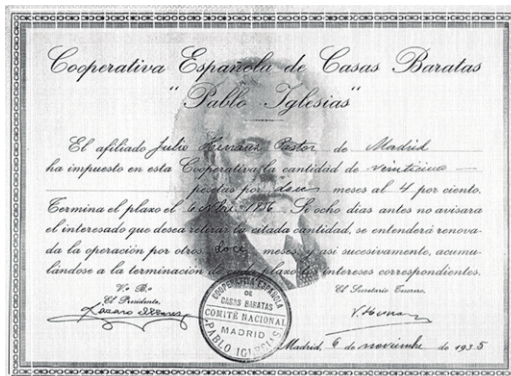 Cooperativa Española de Casas Baratas
"Pablo Iglesias"
El afiliado Julio Pastor de Madrid
ha impuesto en esta Cooperativa la cantidad de veinticinco
pesetas por doce meses al 4 por ciento.
Termina el plazo el 6 Nbre 1936. Si ocho días antes no avisara
el interesado que desea retirar la citada cantidad, se entenderá renova-
da la operación por otros doce meses y así sucesivamente, acumu-
lándose a la terminación de cada plazo los intereses correspondientes.
V.º B.º
El Presidente,
El Secretario Tesorero,
COOPERATIVA ESPAÑOLA
DE
CASAS BARATAS
COMITÉ NACIONAL
MADRID
PABLO IGLESIAS
Madrid, 6 de noviembre de 1935